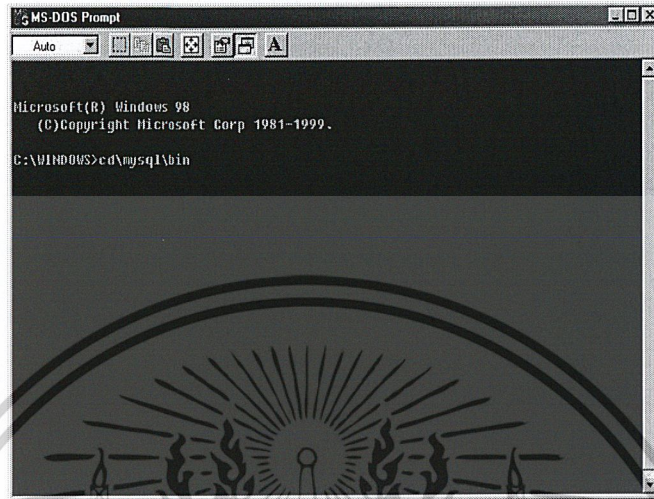 MS-DOS Prompt
Auto
A
Microsoft(R) Windows 98
(C)Copyright Microsoft Corp 1981-1999.
C:\WINDOWS>cd\mysql\bin